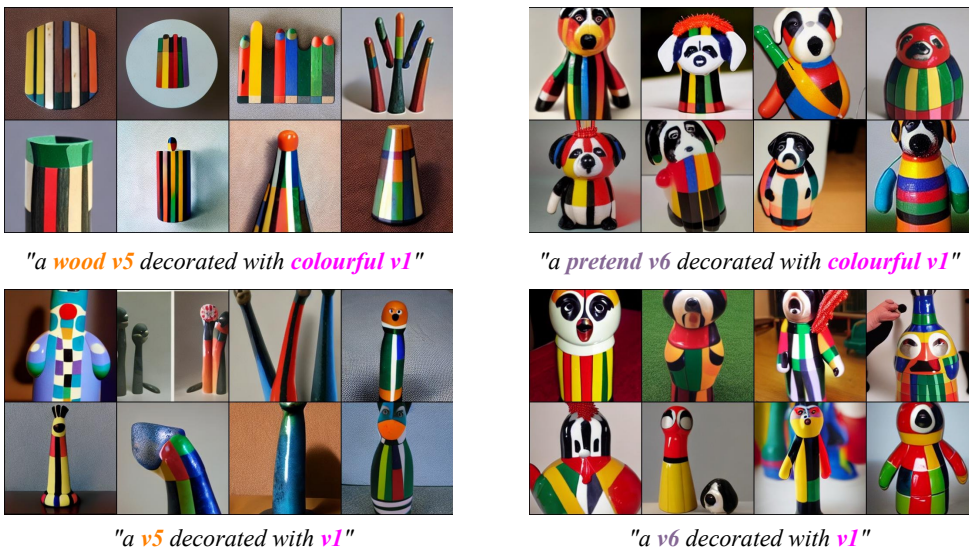 "a wood v5 decorated with colourful v1"
"a pretend v6 decorated with colourful v1"
"a v5 decorated with v1"
"a v6 decorated with v1"